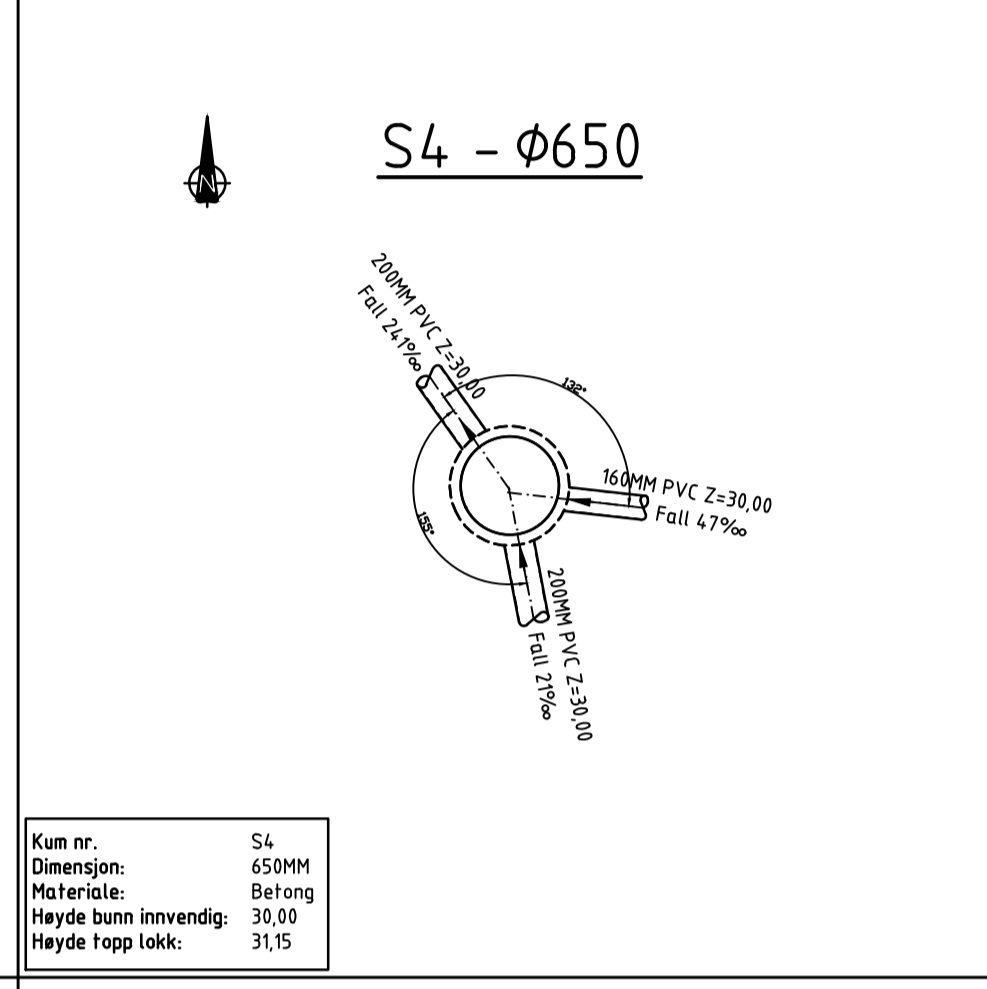 S4 - Φ650
N
200MM PVC Z=30,00
Fall 241‰
132°
160MM PVC Z=30,00
Fall 47‰
155°
200MM PVC Z=30,00
Fall 21‰
Kum nr. S4
Dimensjon: 650MM
Materiale: Betong
Høyde bunn innvendig: 30,00
Høyde topp lokk: 31,15